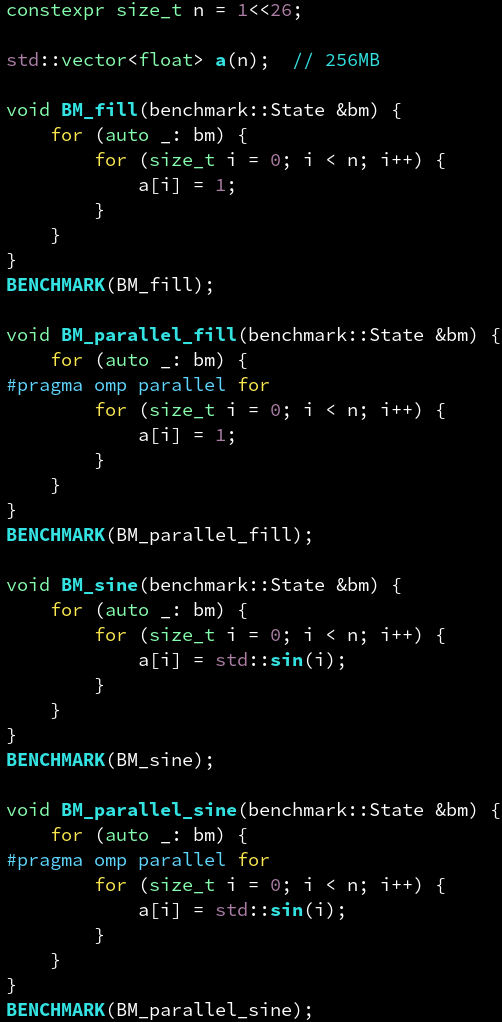 constexpr size_t n = 1<<26;

std::vector<float> a(n);  // 256MB

void BM_fill(benchmark::State &bm) {
    for (auto _: bm) {
        for (size_t i = 0; i < n; i++) {
            a[i] = 1;
        }
    }
}
BENCHMARK(BM_fill);

void BM_parallel_fill(benchmark::State &bm) {
    for (auto _: bm) {
#pragma omp parallel for
        for (size_t i = 0; i < n; i++) {
            a[i] = 1;
        }
    }
}
BENCHMARK(BM_parallel_fill);

void BM_sine(benchmark::State &bm) {
    for (auto _: bm) {
        for (size_t i = 0; i < n; i++) {
            a[i] = std::sin(i);
        }
    }
}
BENCHMARK(BM_sine);

void BM_parallel_sine(benchmark::State &bm) {
    for (auto _: bm) {
#pragma omp parallel for
        for (size_t i = 0; i < n; i++) {
            a[i] = std::sin(i);
        }
    }
}
BENCHMARK(BM_parallel_sine);